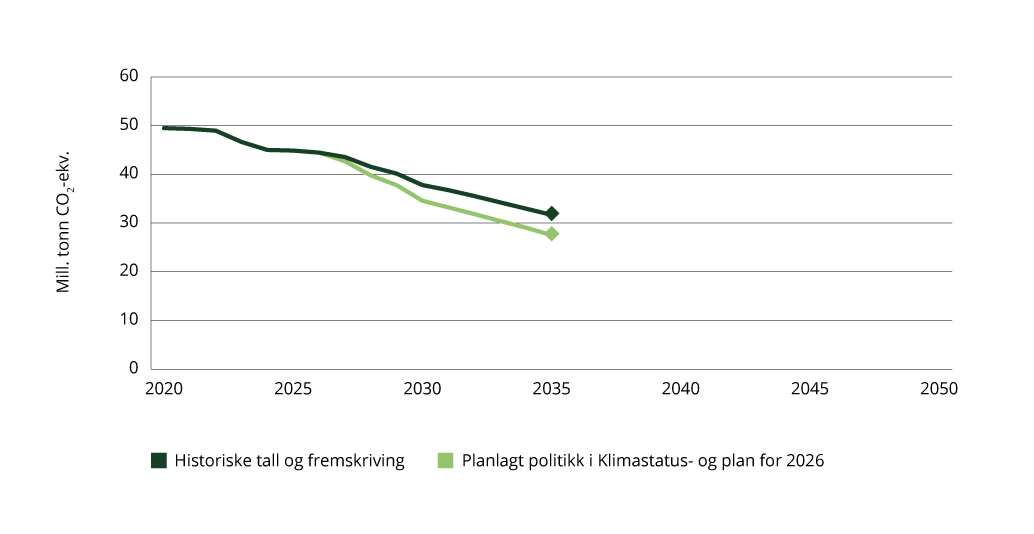 Mill. tonn CO₂-ekv.
60
50
40
30
20
10
0
2020 2025 2030 2035 2040 2045 2050
Historiske tall og fremskriving Planlagt politikk i Klimastatus- og plan for 2026